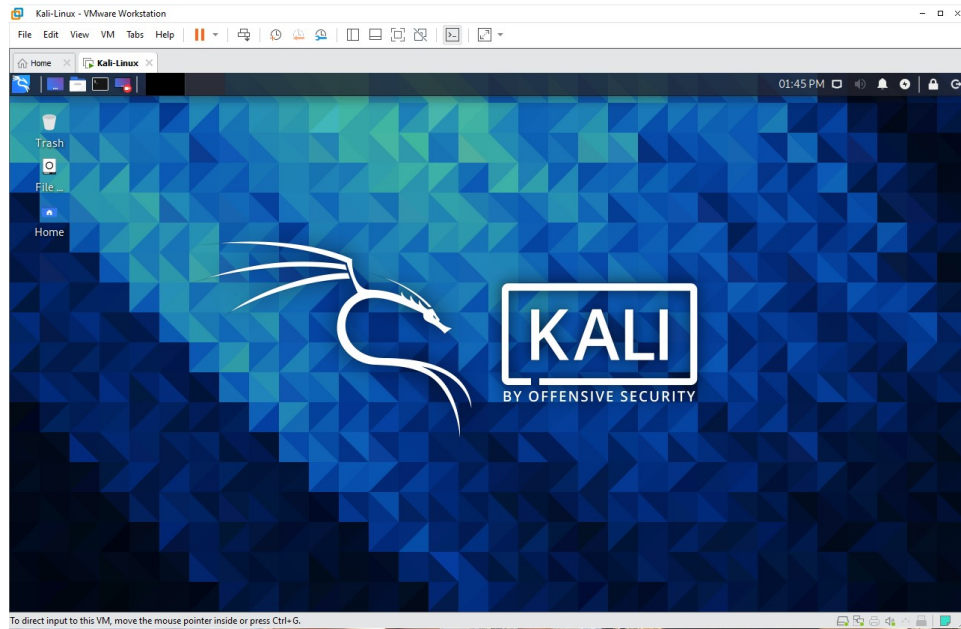 Kali-Linux - VMware Workstation
File Edit View VM Tabs Help
Home
Kali-Linux
01:45 PM
Trash
File ...
Home
KALI
BY OFFENSIVE SECURITY
To direct input to this VM, move the mouse pointer inside or press Ctrl+G.